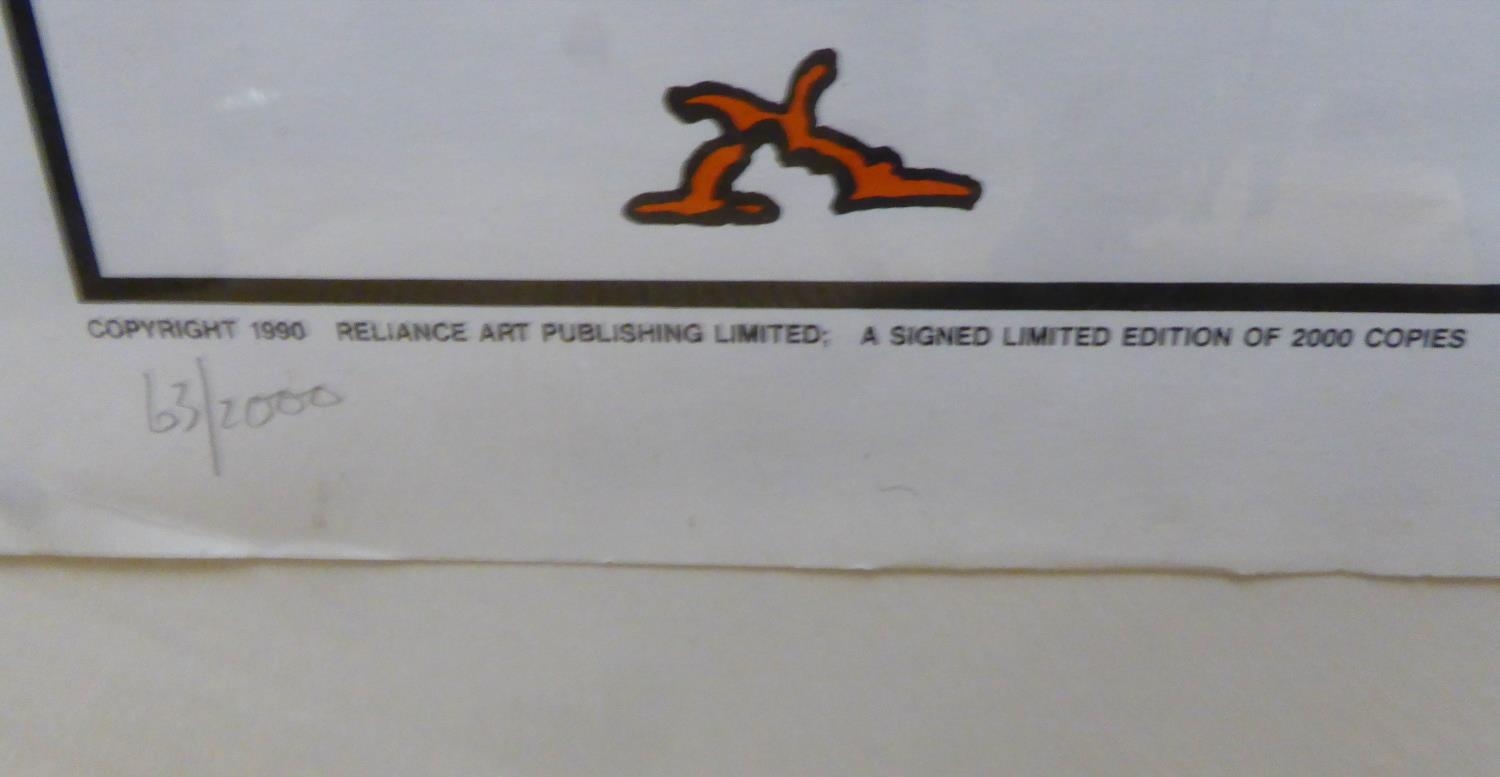 COPYRIGHT 1990 RELIANCE ART PUBLISHING LIMITED; A SIGNED LIMITED EDITION OF 2000 COPIES
63/2000